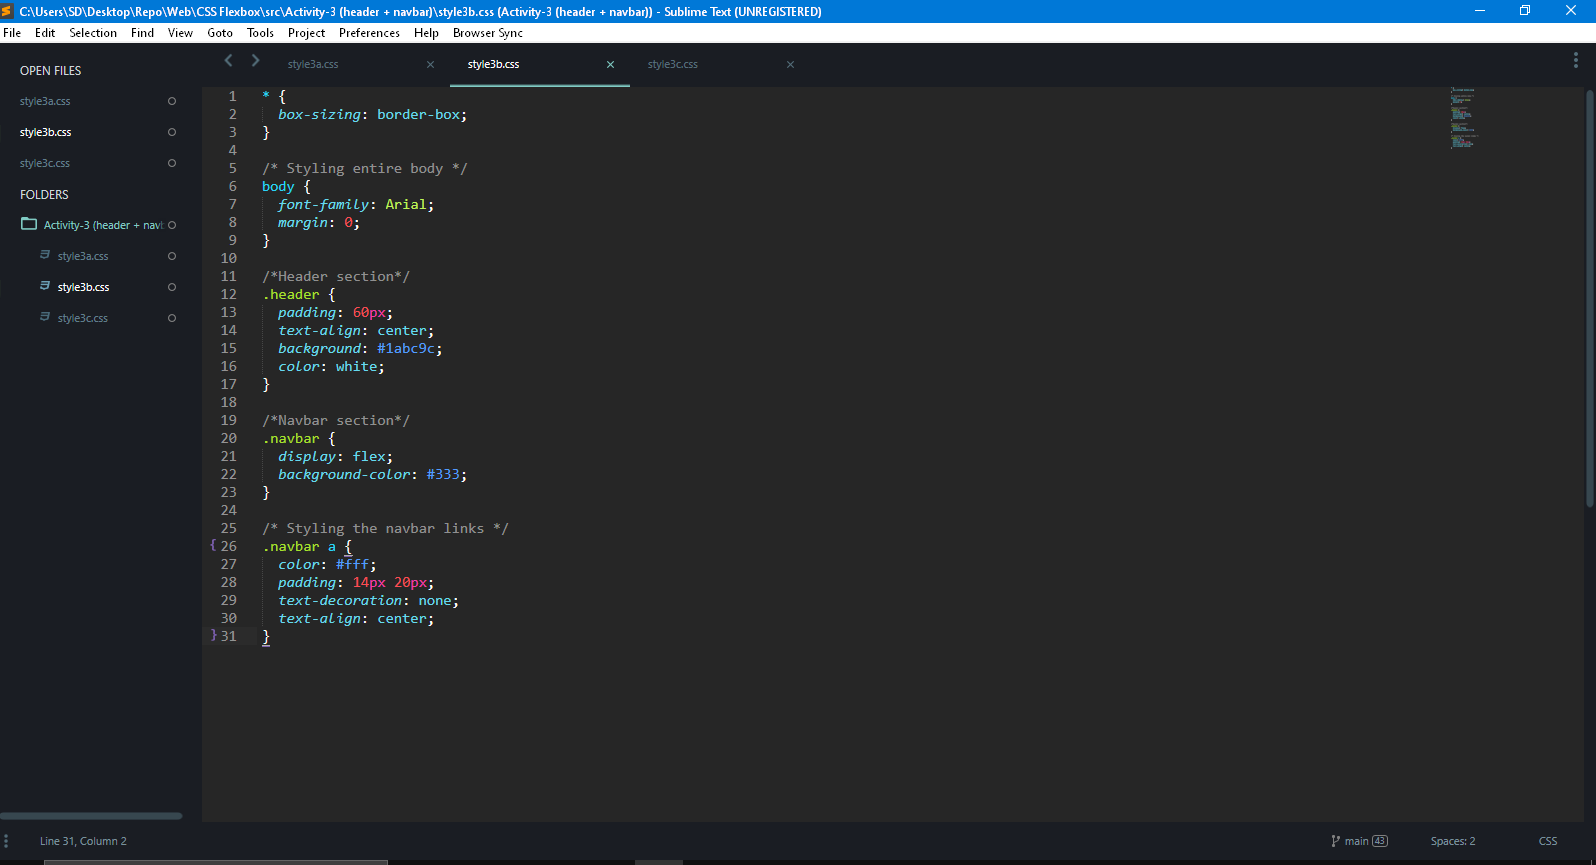 C:\Users\SD\Desktop\Repo\Web\CSS Flexbox\src\Activity-3 (header + navbar)\style3b.css (Activity-3 (header + navbar)) - Sublime Text (UNREGISTERED)
File Edit Selection Find View Goto Tools Project Preferences Help Browser Sync
OPEN FILES
style3a.css
style3b.css
style3c.css
FOLDERS
Activity-3 (header + navb
style3a.css
style3b.css
style3c.css
style3a.css style3b.css style3c.css
1 * {
2   box-sizing: border-box;
3 }
4
5 /* Styling entire body */
6 body {
7   font-family: Arial;
8   margin: 0;
9 }
10
11 /*Header section*/
12 .header {
13   padding: 60px;
14   text-align: center;
15   background: #1abc9c;
16   color: white;
17 }
18
19 /*Navbar section*/
20 .navbar {
21   display: flex;
22   background-color: #333;
23 }
24
25 /* Styling the navbar links */
{ 26 .navbar a {
27   color: #fff;
28   padding: 14px 20px;
29   text-decoration: none;
30   text-align: center;
} 31 }
Line 31, Column 2 main 43 Spaces: 2 CSS